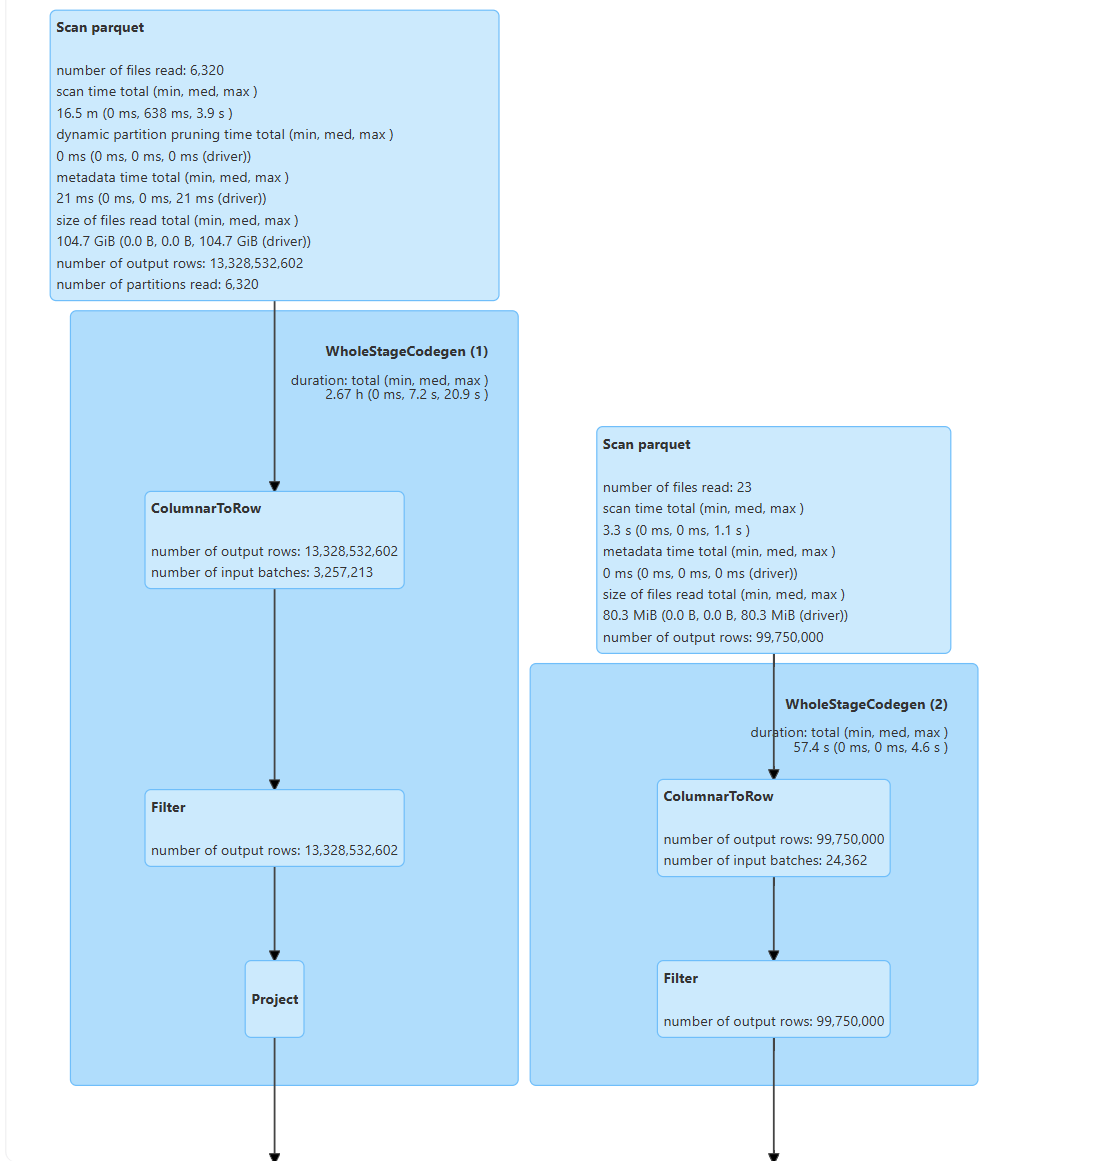 Scan parquet
number of files read: 6,320
scan time total (min, med, max )
16.5 m (0 ms, 638 ms, 3.9 s )
dynamic partition pruning time total (min, med, max )
0 ms (0 ms, 0 ms, 0 ms (driver))
metadata time total (min, med, max )
21 ms (0 ms, 0 ms, 21 ms (driver))
size of files read total (min, med, max )
104.7 GiB (0.0 B, 0.0 B, 104.7 GiB (driver))
number of output rows: 13,328,532,602
number of partitions read: 6,320
WholeStageCodegen (1)
duration: total (min, med, max )
2.67 h (0 ms, 7.2 s, 20.9 s )
ColumnarToRow
number of output rows: 13,328,532,602
number of input batches: 3,257,213
Filter
number of output rows: 13,328,532,602
Project
Scan parquet
number of files read: 23
scan time total (min, med, max )
3.3 s (0 ms, 0 ms, 1.1 s )
metadata time total (min, med, max )
0 ms (0 ms, 0 ms, 0 ms (driver))
size of files read total (min, med, max )
80.3 MiB (0.0 B, 0.0 B, 80.3 MiB (driver))
number of output rows: 99,750,000
WholeStageCodegen (2)
duration: total (min, med, max )
57.4 s (0 ms, 0 ms, 4.6 s )
ColumnarToRow
number of output rows: 99,750,000
number of input batches: 24,362
Filter
number of output rows: 99,750,000